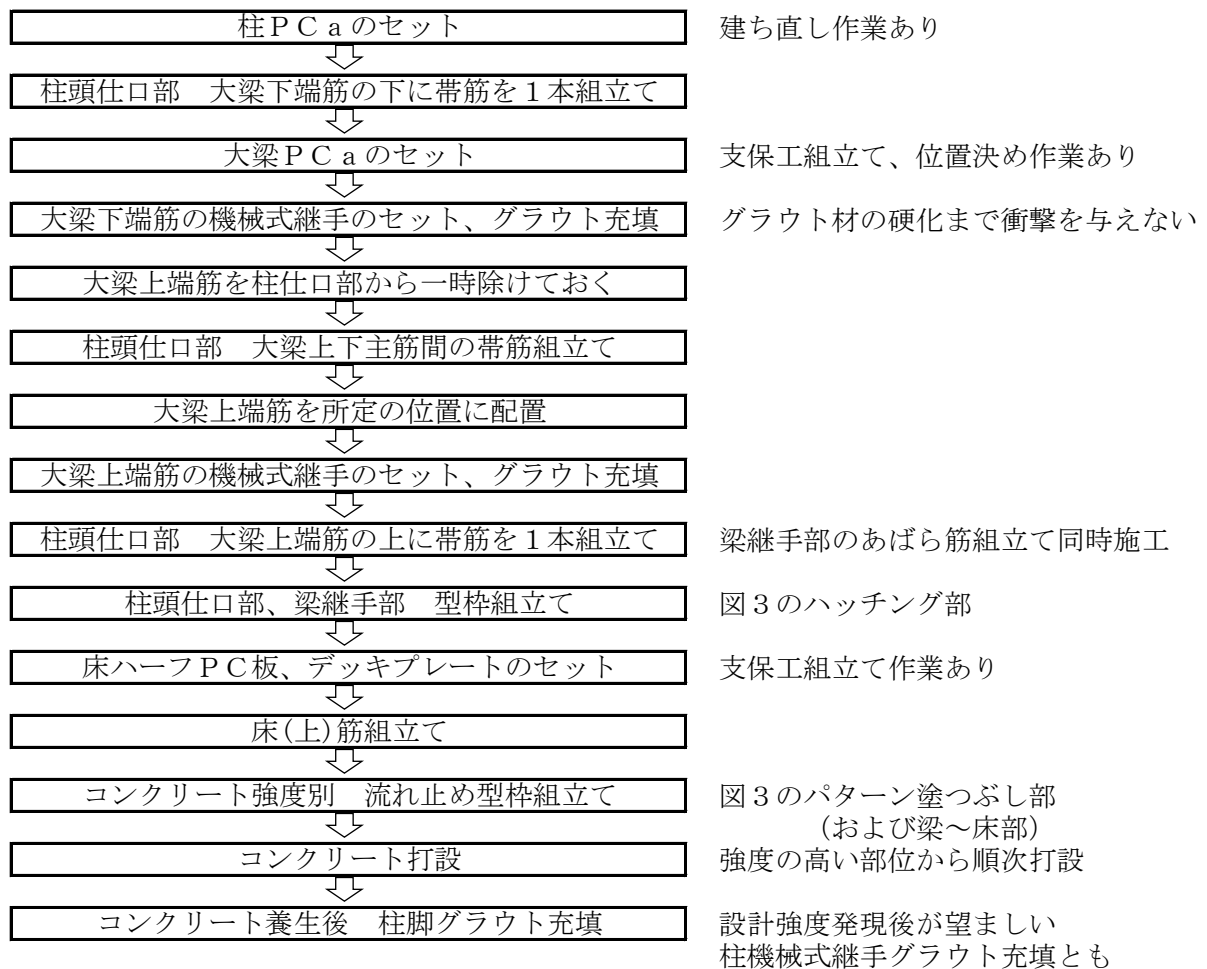 柱ＰＣａのセット　建ち直し作業あり
柱頭仕口部　大梁下端筋の下に帯筋を１本組立て
大梁ＰＣａのセット　支保工組立て、位置決め作業あり
大梁下端筋の機械式継手のセット、グラウト充填　グラウト材の硬化まで衝撃を与えない
大梁上端筋を柱仕口部から一時除けておく
柱頭仕口部　大梁上下主筋間の帯筋組立て
大梁上端筋を所定の位置に配置
大梁上端筋の機械式継手のセット、グラウト充填
柱頭仕口部　大梁上端筋の上に帯筋を１本組立て　梁継手部のあばら筋組立て同時施工
柱頭仕口部、梁継手部　型枠組立て　図３のハッチング部
床ハーフＰＣ板、デッキプレートのセット　支保工組立て作業あり
床(上)筋組立て
コンクリート強度別　流れ止め型枠組立て　図３のパターン塗つぶし部
（および梁～床部）
コンクリート打設　強度の高い部位から順次打設
コンクリート養生後　柱脚グラウト充填　設計強度発現後が望ましい
柱機械式継手グラウト充填とも